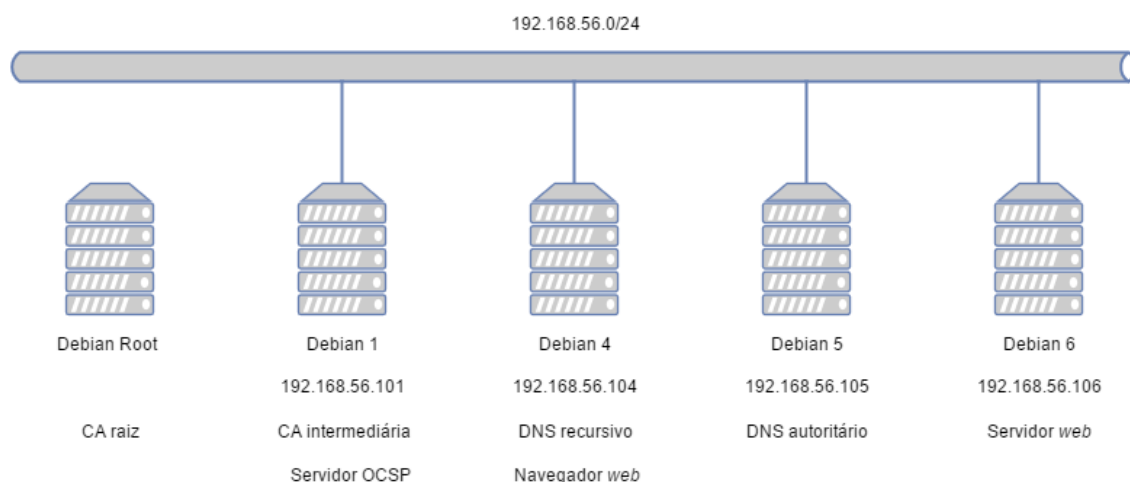 192.168.56.0/24
Debian Root
Debian 1
Debian 4
Debian 5
Debian 6
192.168.56.101
192.168.56.104
192.168.56.105
192.168.56.106
CA raiz
CA intermediária
DNS recursivo
DNS autoritário
Servidor web
Servidor OCSP
Navegador web